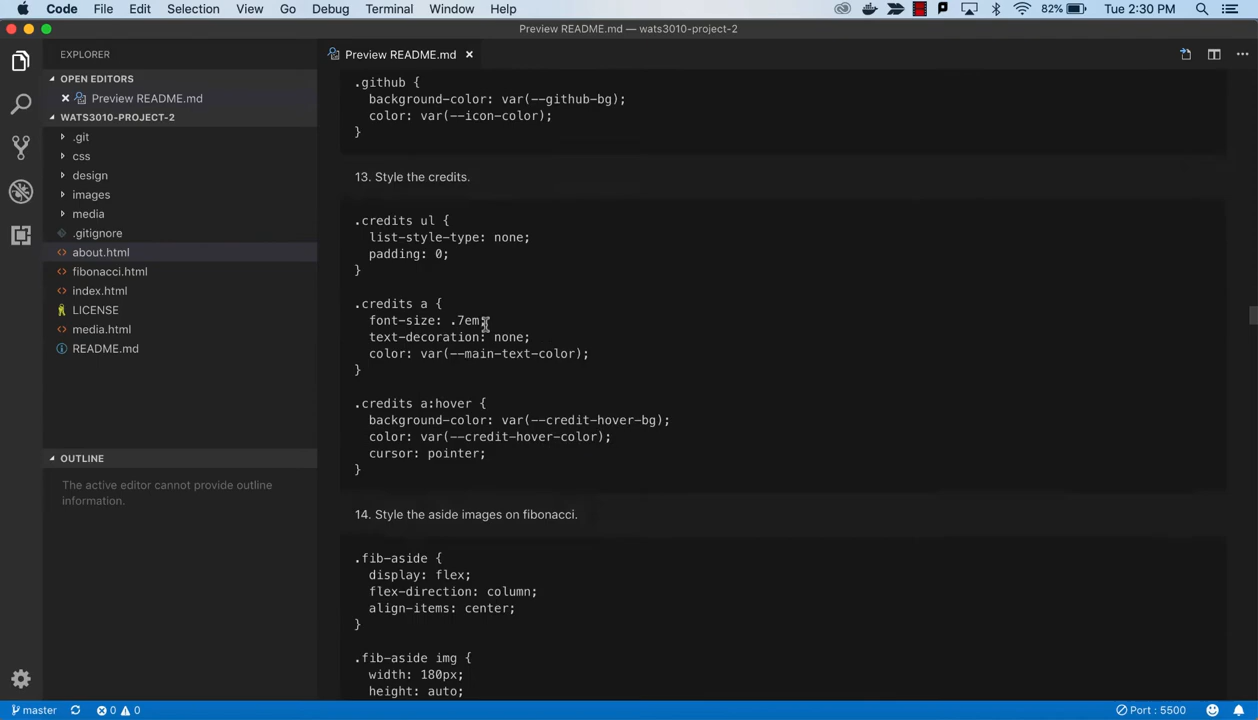 Code File Edit Selection View Go Debug Terminal Window Help 82% Tue 2:30 PM
Preview README.md — wats3010-project-2
EXPLORER
OPEN EDITORS
Preview README.md
WATS3010-PROJECT-2
.git
css
design
images
media
.gitignore
about.html
fibonacci.html
index.html
LICENSE
media.html
README.md
OUTLINE
The active editor cannot provide outline
information.
Preview README.md
.github {
background-color: var(--github-bg);
color: var(--icon-color);
}
13. Style the credits.
.credits ul {
list-style-type: none;
padding: 0;
}
.credits a {
font-size: .7em;
text-decoration: none;
color: var(--main-text-color);
}
.credits a:hover {
background-color: var(--credit-hover-bg);
color: var(--credit-hover-color);
cursor: pointer;
}
14. Style the aside images on fibonacci.
.fib-aside {
display: flex;
flex-direction: column;
align-items: center;
}
.fib-aside img {
width: 180px;
height: auto;
master 0 0 Port : 5500